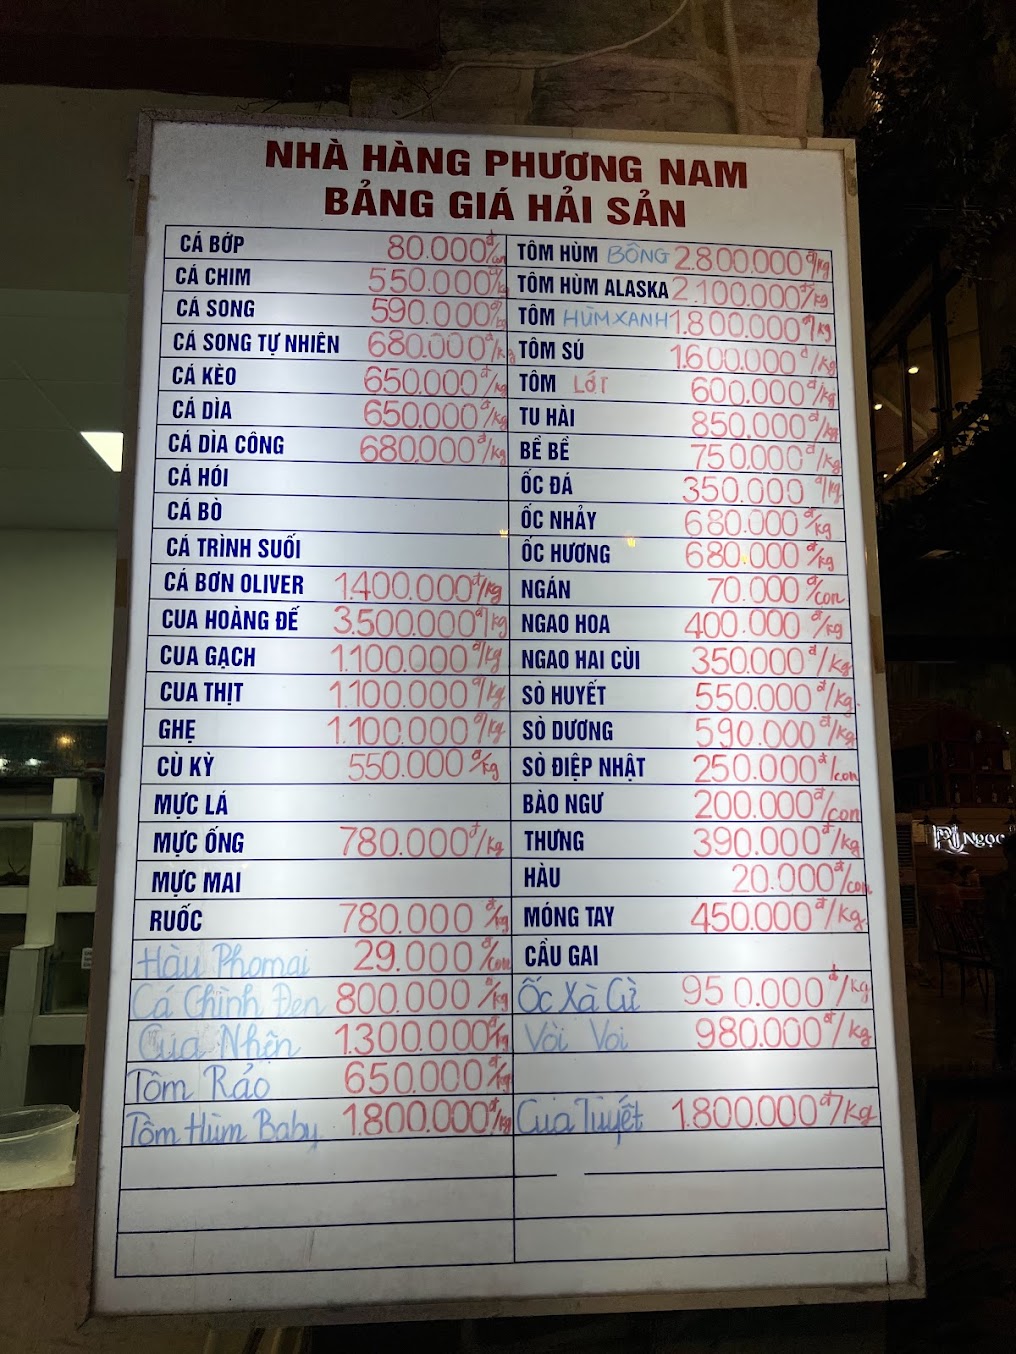 NHÀ HÀNG PHƯƠNG NAM
BẢNG GIÁ HẢI SẢN
CÁ BỚP 80.000đ/con
CÁ CHIM 550.000đ/kg
CÁ SONG 590.000đ/kg
CÁ SONG TỰ NHIÊN 680.000đ/kg
CÁ KÈO 650.000đ/kg
CÁ DÌA 650.000đ/kg
CÁ DÌA CÔNG 680.000đ/kg
CÁ HÓI
CÁ BÒ
CÁ TRÌNH SUỐI
CÁ BƠN OLIVER 1.400.000đ/kg
CUA HOÀNG ĐẾ 3.500.000đ/kg
CUA GẠCH 1.100.000đ/kg
CUA THỊT 1.100.000đ/kg
GHẸ 1.100.000đ/kg
CÙ KỲ 550.000đ/kg
MỰC LÁ
MỰC ỐNG 780.000đ/kg
MỰC MAI
RUỐC 780.000đ/kg
Hàu Phomai 29.000đ/con
Cá Chình Đen 800.000đ/kg
Cua Nhện 1.300.000đ/kg
Tôm Rảo 650.000đ/kg
Tôm Hùm Baby 1.800.000đ/kg
TÔM HÙM BÔNG 2.800.000đ/kg
TÔM HÙM ALASKA 2.100.000đ/kg
TÔM HÙM XANH 1.800.000đ/kg
TÔM SÚ 1.600.000đ/kg
TÔM LỚT 600.000đ/kg
TU HÀI 850.000đ/kg
BỀ BỀ 750.000đ/kg
ỐC ĐÁ 350.000đ/kg
ỐC NHẢY 680.000đ/kg
ỐC HƯƠNG 680.000đ/kg
NGÁN 70.000đ/con
NGAO HOA 400.000đ/kg
NGAO HAI CÙI 350.000đ/kg
SÒ HUYẾT 550.000đ/kg
SÒ DƯƠNG 590.000đ/kg
SÒ ĐIỆP NHẬT 250.000đ/con
BÀO NGƯ 200.000đ/con
THƯNG 390.000đ/kg
HÀU 20.000đ/con
MÓNG TAY 450.000đ/kg
CẦU GAI
Ốc Xà Cừ 950.000đ/kg
Vòi Voi 980.000đ/kg
Cua Tuyết 1.800.000đ/kg
Ngọc